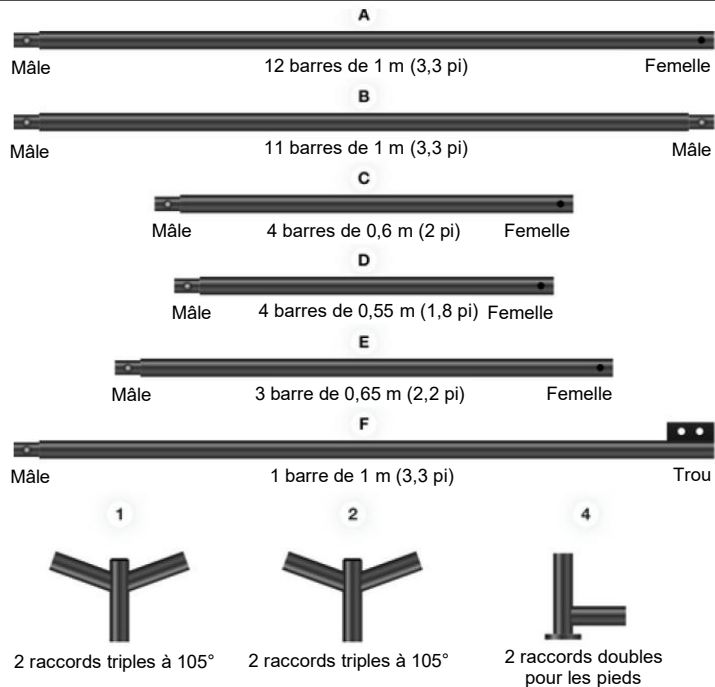 A
Mâle 12 barres de 1 m (3,3 pi) Femelle
B
Mâle 11 barres de 1 m (3,3 pi) Mâle
C
Mâle 4 barres de 0,6 m (2 pi) Femelle
D
Mâle 4 barres de 0,55 m (1,8 pi) Femelle
E
Mâle 3 barre de 0,65 m (2,2 pi) Femelle
F
Mâle 1 barre de 1 m (3,3 pi) Trou
1 2 4
2 raccords triples à 105° 2 raccords triples à 105° 2 raccords doubles
pour les pieds